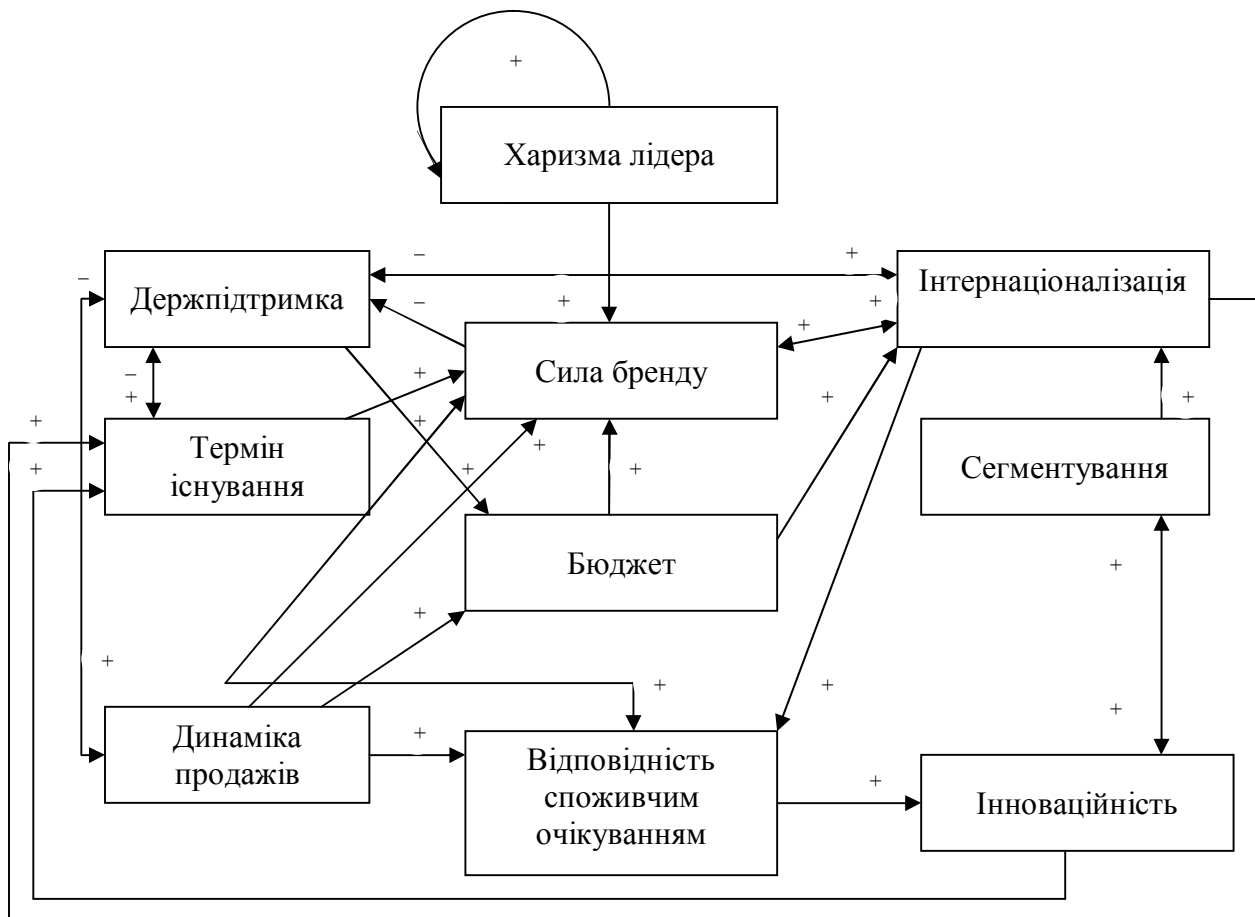 +
Харизма лідера
–
–
+
Держпідтримка
Інтернаціоналізація
–
+
+
+
Сила бренду
–
+
+
+
+
+
+
+
Термін
існування
Сегментування
+
+
+
+
Бюджет
+
+
+
+
+
+
Динаміка
продажів
+
Відповідність
споживчим
очікуванням
+
Інноваційність